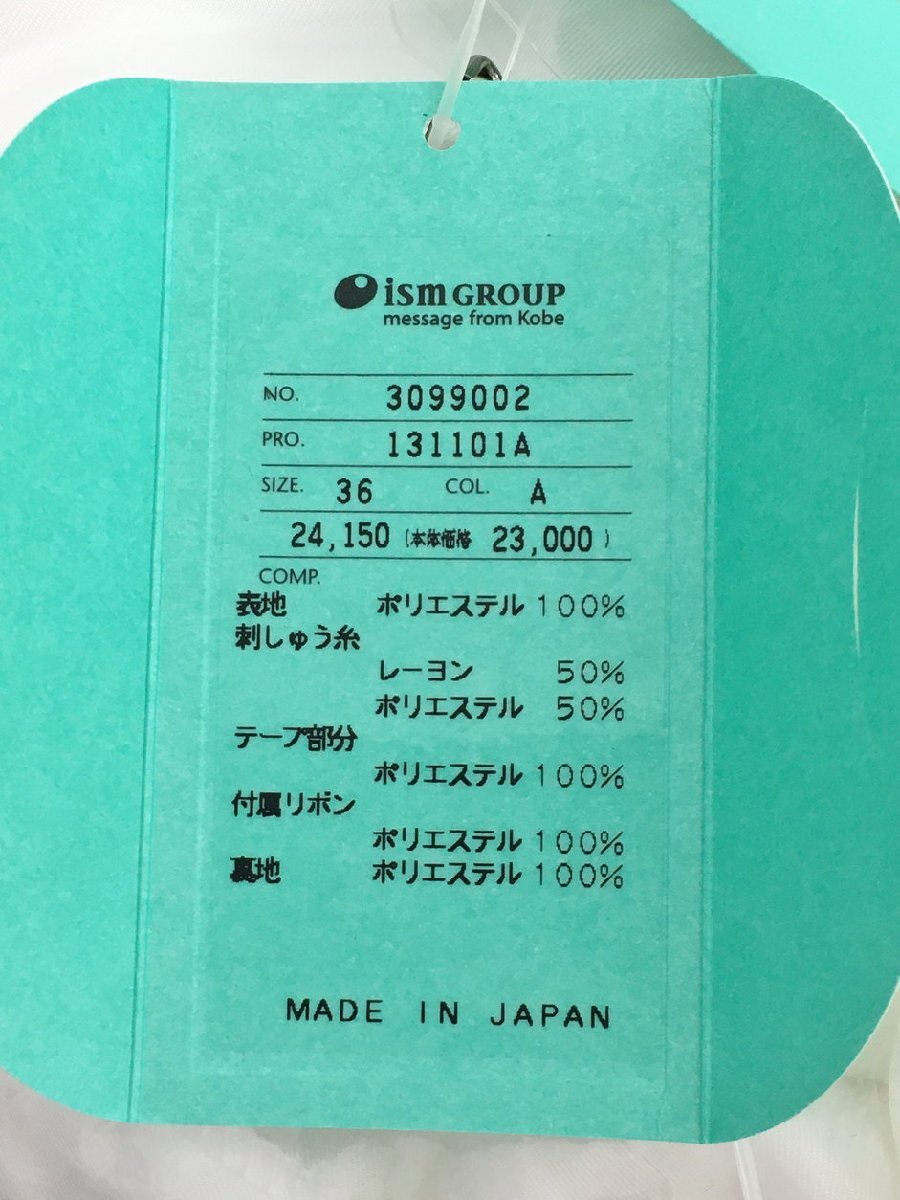 ism GROUP
message from Kobe
NO. 3099002
PRO. 131101A
SIZE. 36 COL. A
24,150 (本体価格 23,000 )
COMP.
表地 ポリエステル 100%
刺しゅう糸
レーヨン 50%
ポリエステル 50%
テープ部分
ポリエステル 100%
付属リボン
ポリエステル 100%
裏地 ポリエステル 100%
MADE IN JAPAN